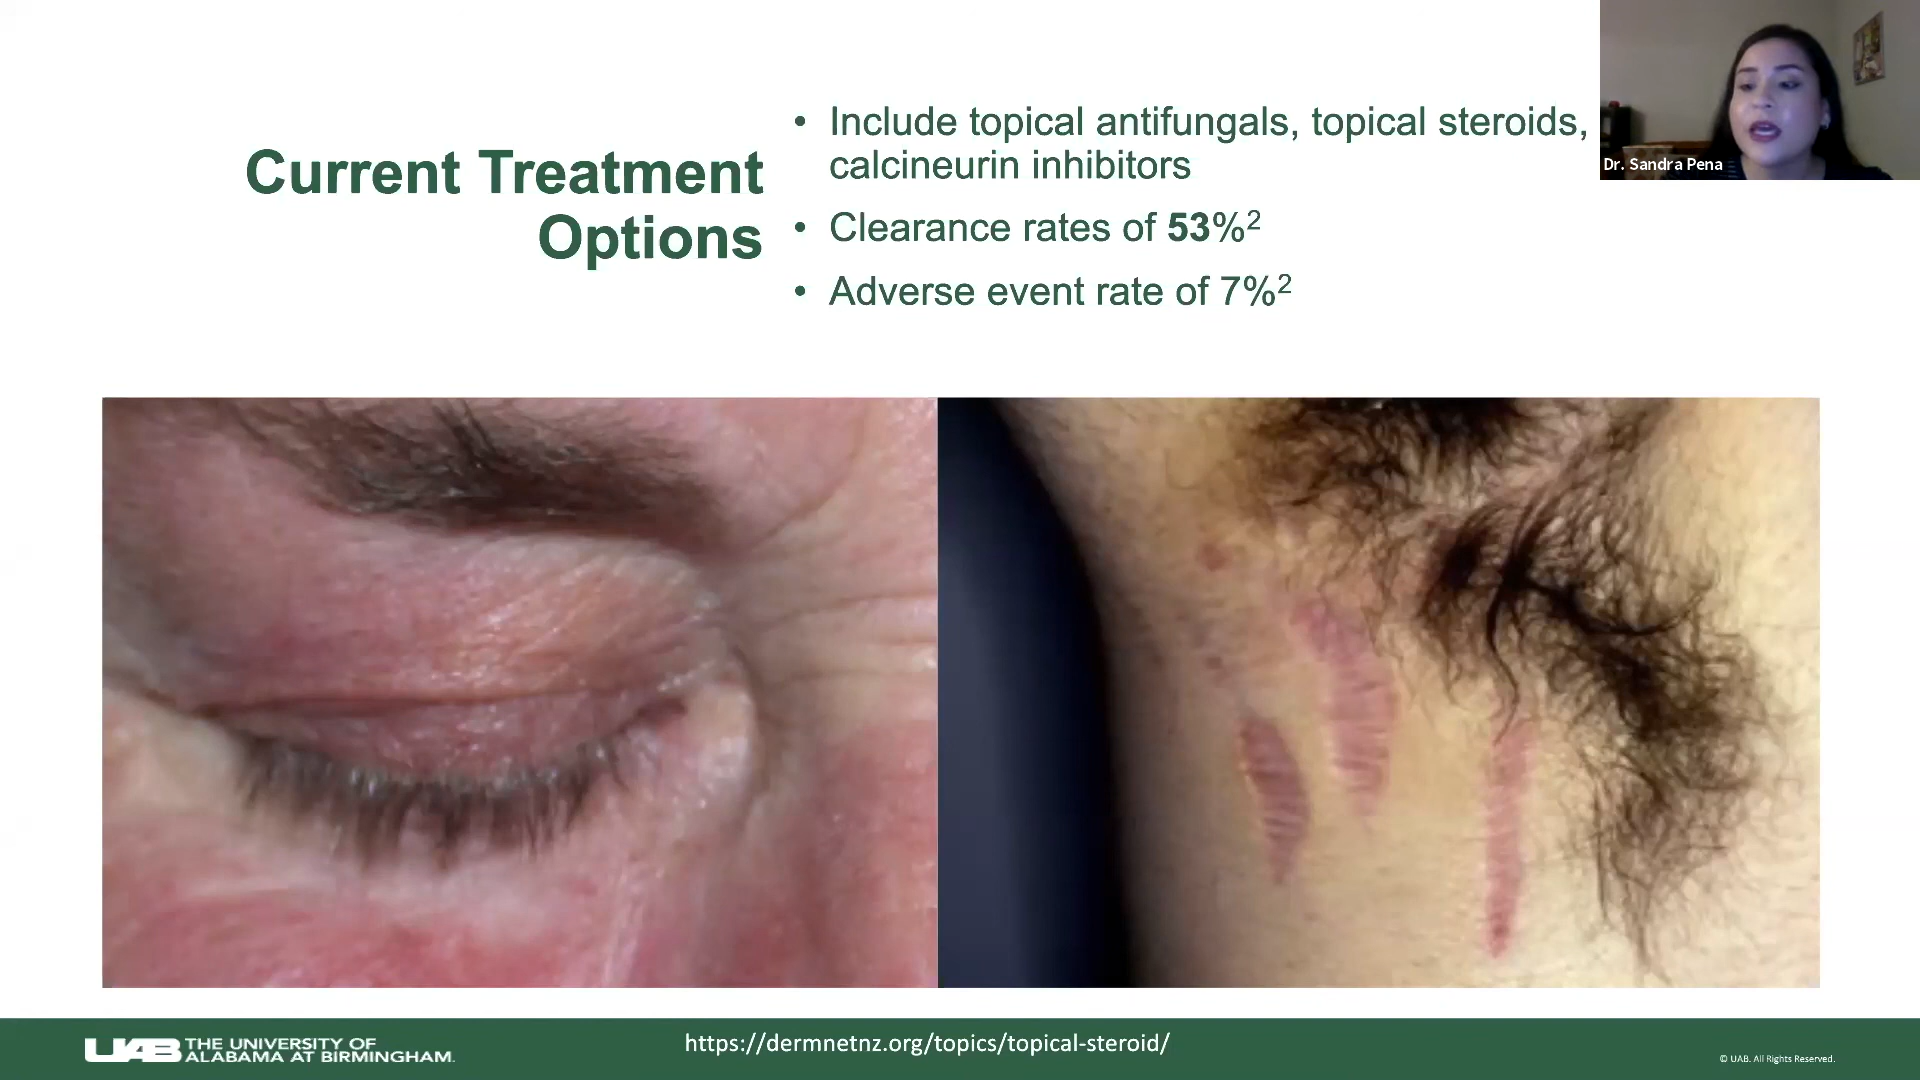 Current Treatment
Options
• Include topical antifungals, topical steroids,
calcineurin inhibitors
• Clearance rates of 53%²
• Adverse event rate of 7%²
Dr. Sandra Pena
UAB THE UNIVERSITY OF
ALABAMA AT BIRMINGHAM.
https://dermnetnz.org/topics/topical-steroid/
© UAB. All Rights Reserved.